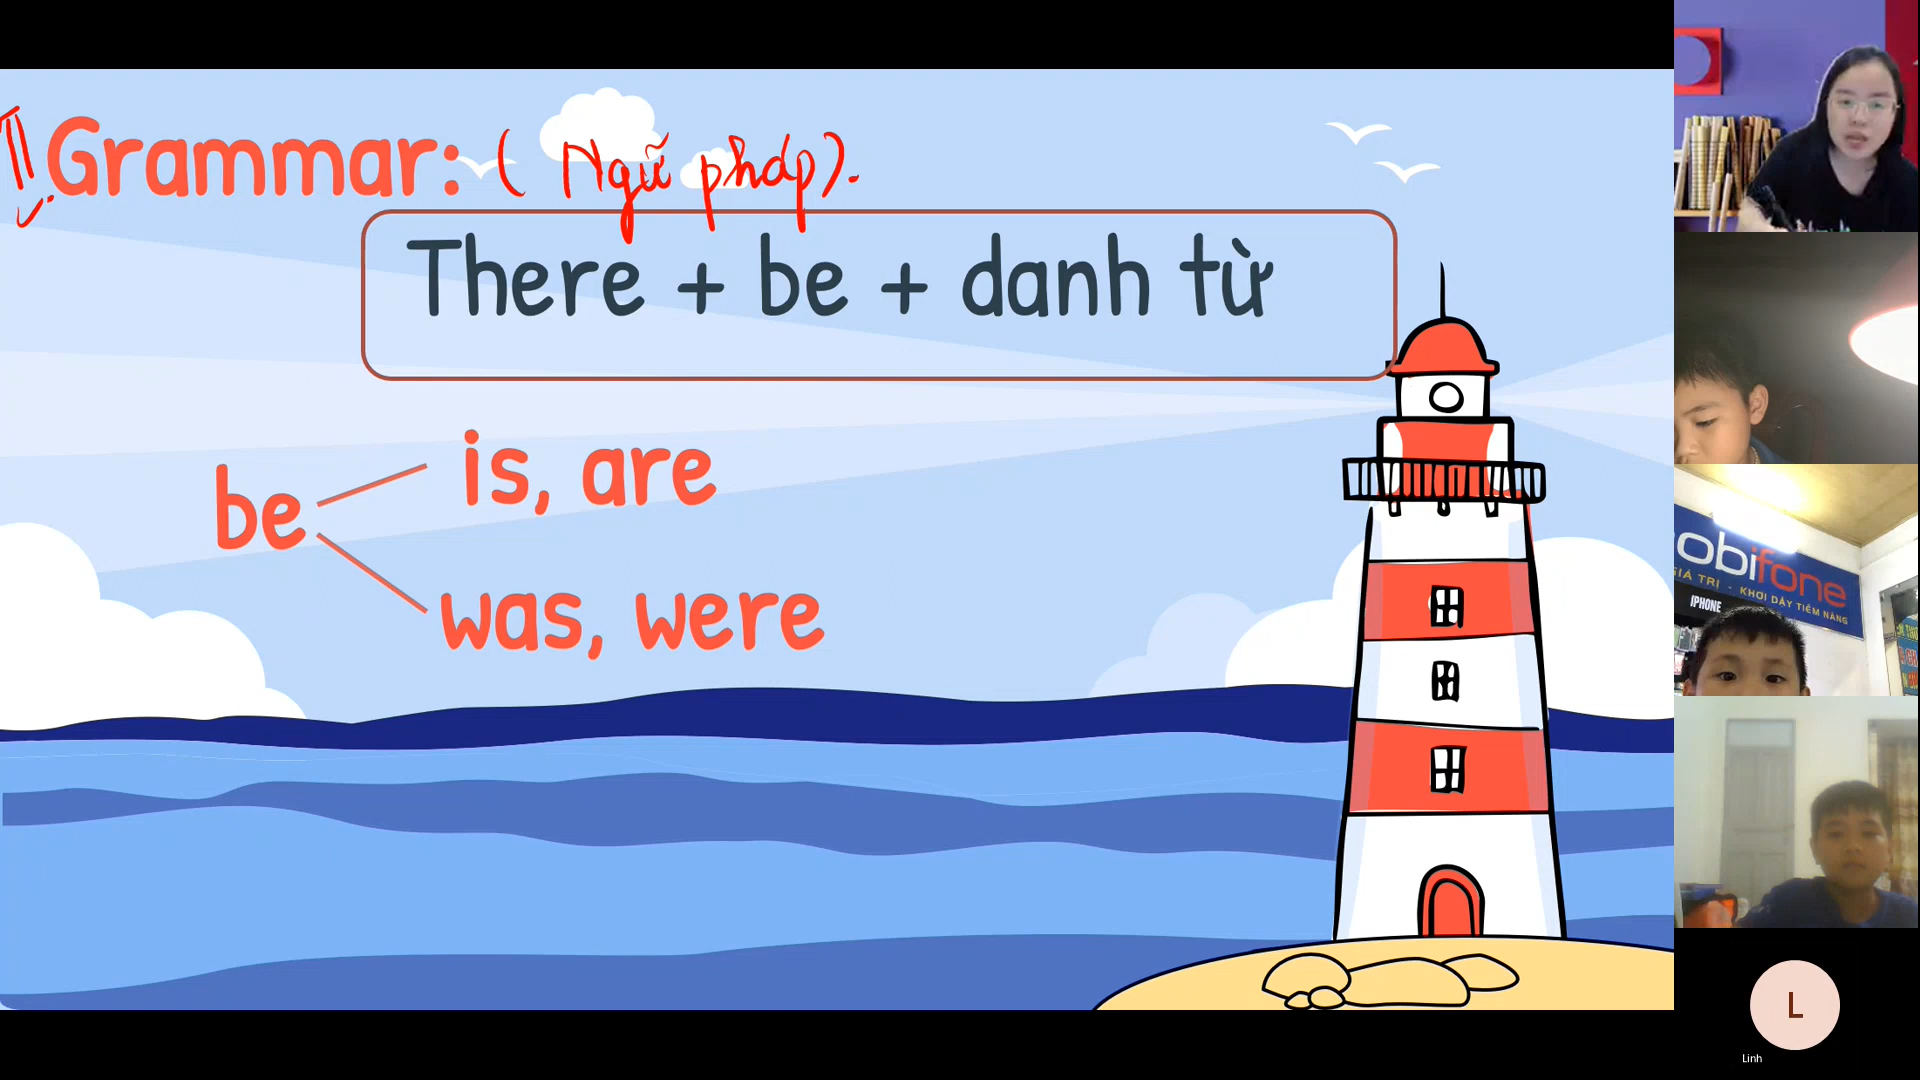 II. Grammar: (Ngữ pháp).
There + be + danh từ
be
is, are
was, were
obifone
GIÁ TRỊ - KHƠI DẬY TIỀM NĂNG
IPHONE
L
Linh